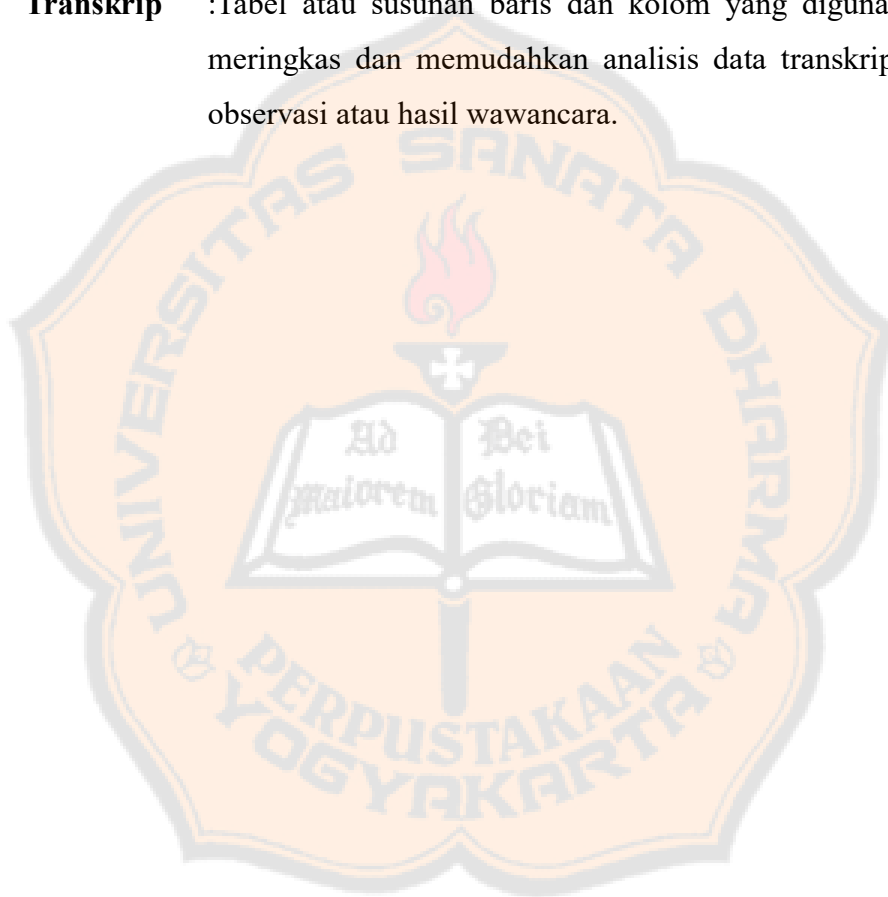 Transkrip :Tabel atau susunan baris dan kolom yang
meringkas dan memudahkan analisis data transkrip
observasi atau hasil wawancara.
UNIVERSITAS SANATA DHARMA
Ad Dei
Maiorem Gloriam
PERPUSTAKAAN
YOGYAKARTA